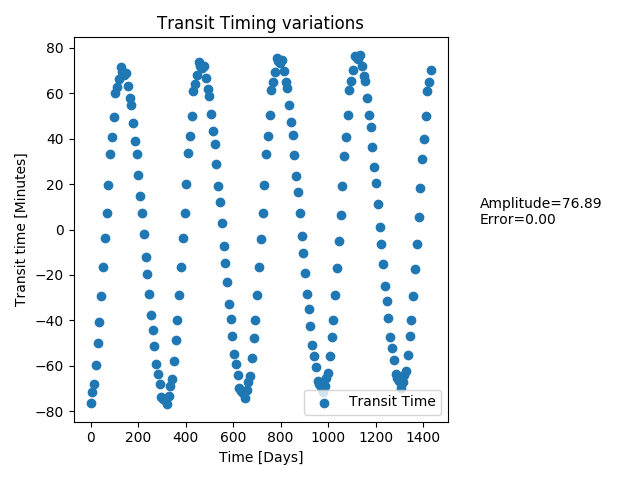 Transit Timing variations
Transit time [Minutes]
80
60
40
20
0
−20
−40
−60
−80
0 200 400 600 800 1000 1200 1400
Time [Days]
Transit Time
Amplitude=76.89
Error=0.00